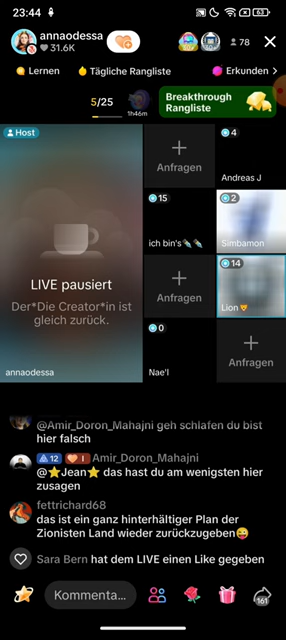 23:44
63
annaodessa
31.6K
78
Lernen
Tägliche Rangliste
Erkunden >
5/25
1h46m
Breakthrough
Rangliste
Host
LIVE pausiert
Der*Die Creator*in ist
gleich zurück.
annaodessa
Anfragen
4
Andreas J
15
ich bin's
2
Simbamon
Anfragen
14
Lion
0
Nae'l
Anfragen
@Amir_Doron_Mahajni geh schlafen du bist
hier falsch
12 I Amir_Doron_Mahajni
@⭐Jean⭐ das hast du am wenigsten hier
zusagen
fettrichard68
das ist ein ganz hinterhältiger Plan der
Zionisten Land wieder zurückzugeben😜
Sara Bern hat dem LIVE einen Like gegeben
Kommenta...
161